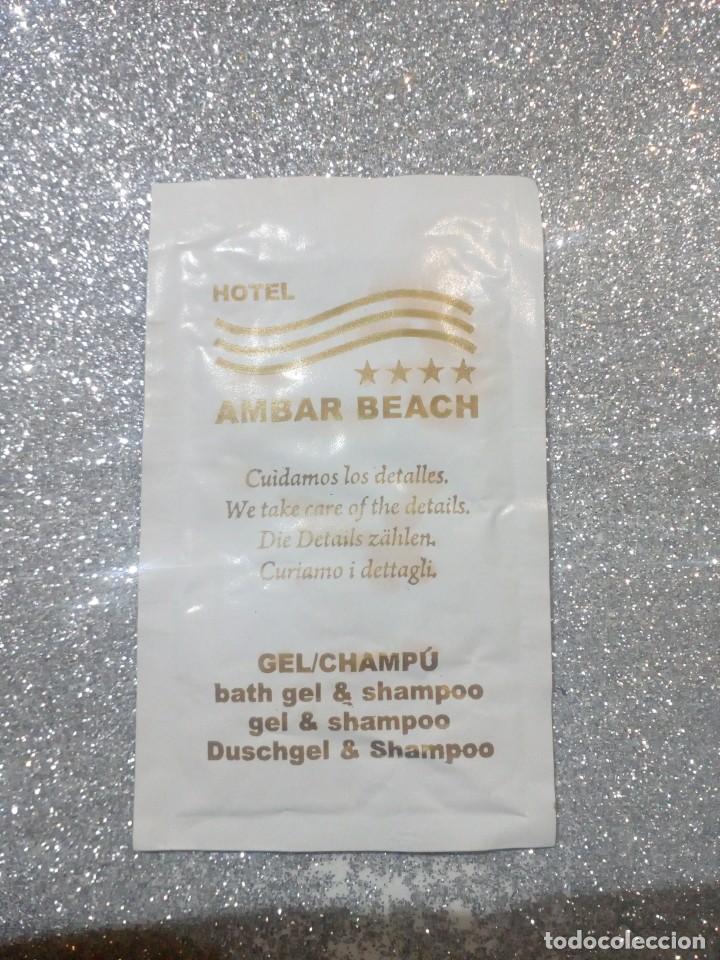 HOTEL
★★★★
AMBAR BEACH
Cuidamos los detalles.
We take care of the details.
Die Details zählen.
Curiamo i dettagli.
GEL/CHAMPÚ
bath gel & shampoo
gel & shampoo
Duschgel & Shampoo
todocoleccion